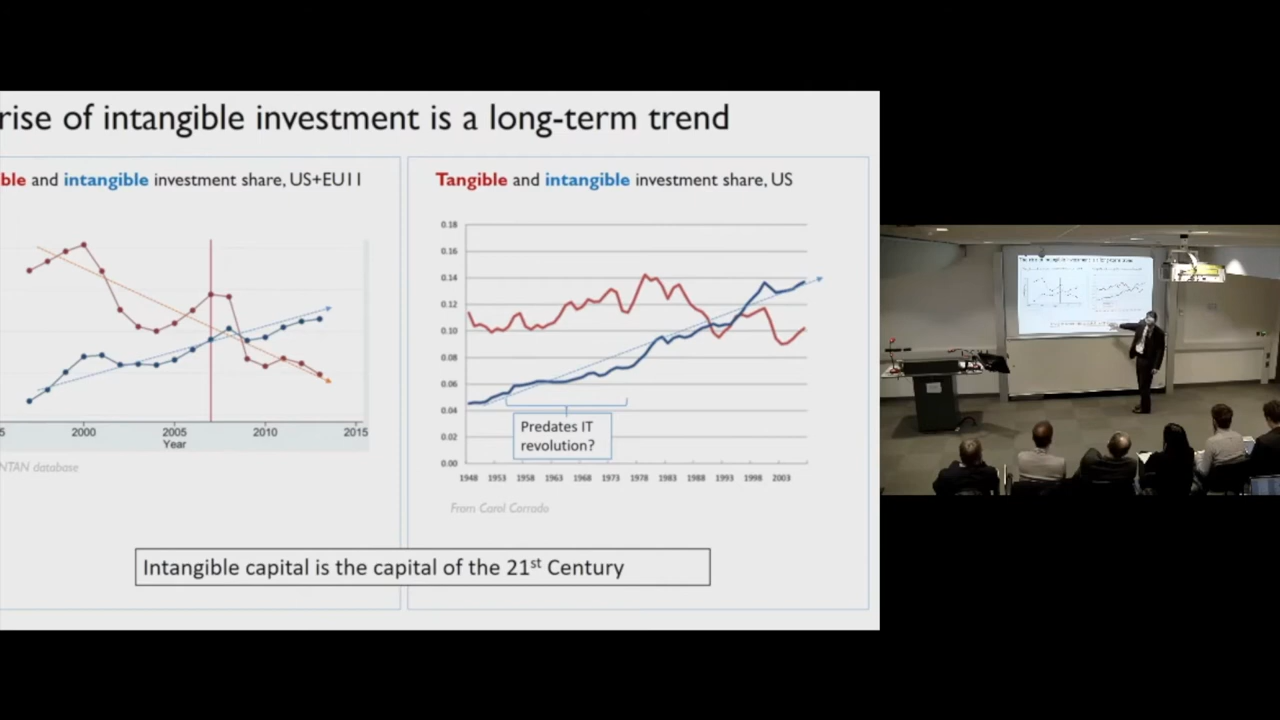 rise of intangible investment is a long-term trend
ble and intangible investment share, US+EU11
5 2000 2005 2010 2015
Year
NTAN database
Tangible and intangible investment share, US
0.18
0.16
0.14
0.12
0.10
0.08
0.06
0.04
0.02
0.00
Predates IT
revolution?
1948 1953 1958 1963 1968 1973 1978 1983 1988 1993 1998 2003
From Carol Corrado
Intangible capital is the capital of the 21st Century